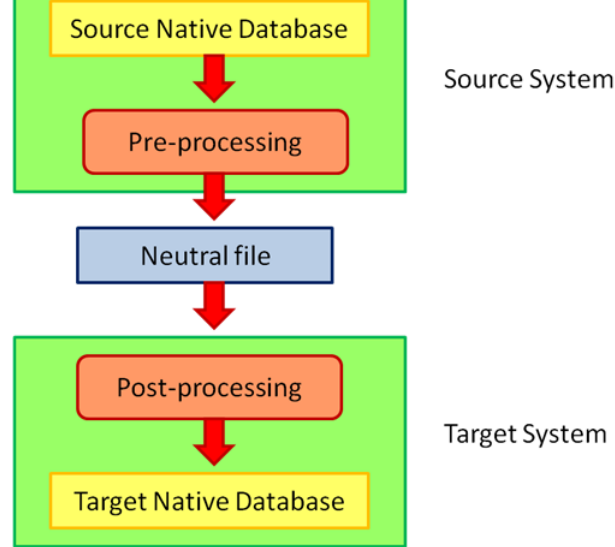 Source Native Database
Source System
Pre-processing
Neutral file
Post-processing
Target System
Target Native Database